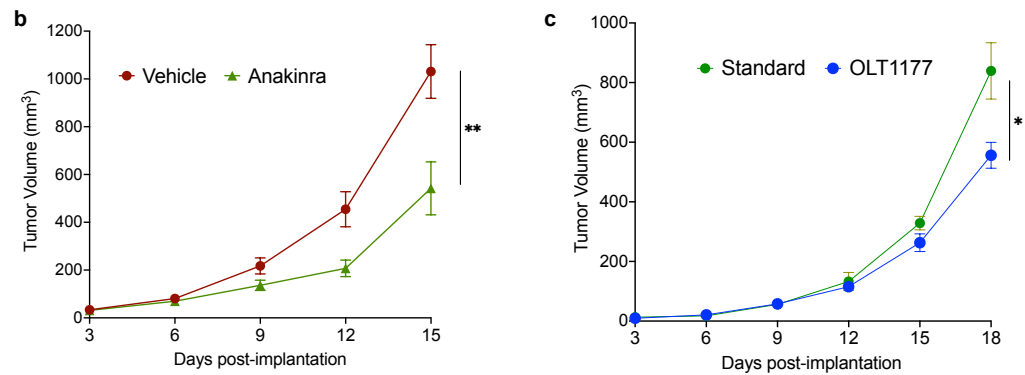 b
1200
1000
800
600
400
200
0
Tumor Volume (mm³)
Vehicle
Anakinra
**
3 6 9 12 15
Days post-implantation
c
1000
800
600
400
200
0
Tumor Volume (mm³)
Standard
OLT1177
*
3 6 9 12 15 18
Days post-implantation